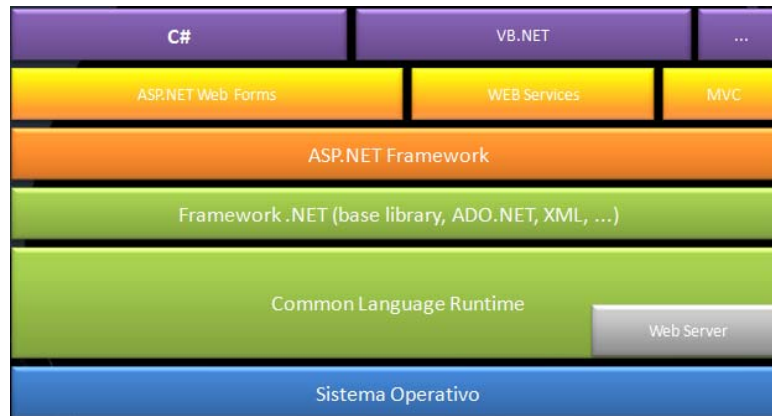 C#
VB.NET
...
ASP.NET Web Forms
WEB Services
MVC
ASP.NET Framework
Framework .NET (base library, ADO.NET, XML, ...)
Common Language Runtime
Web Server
Sistema Operativo